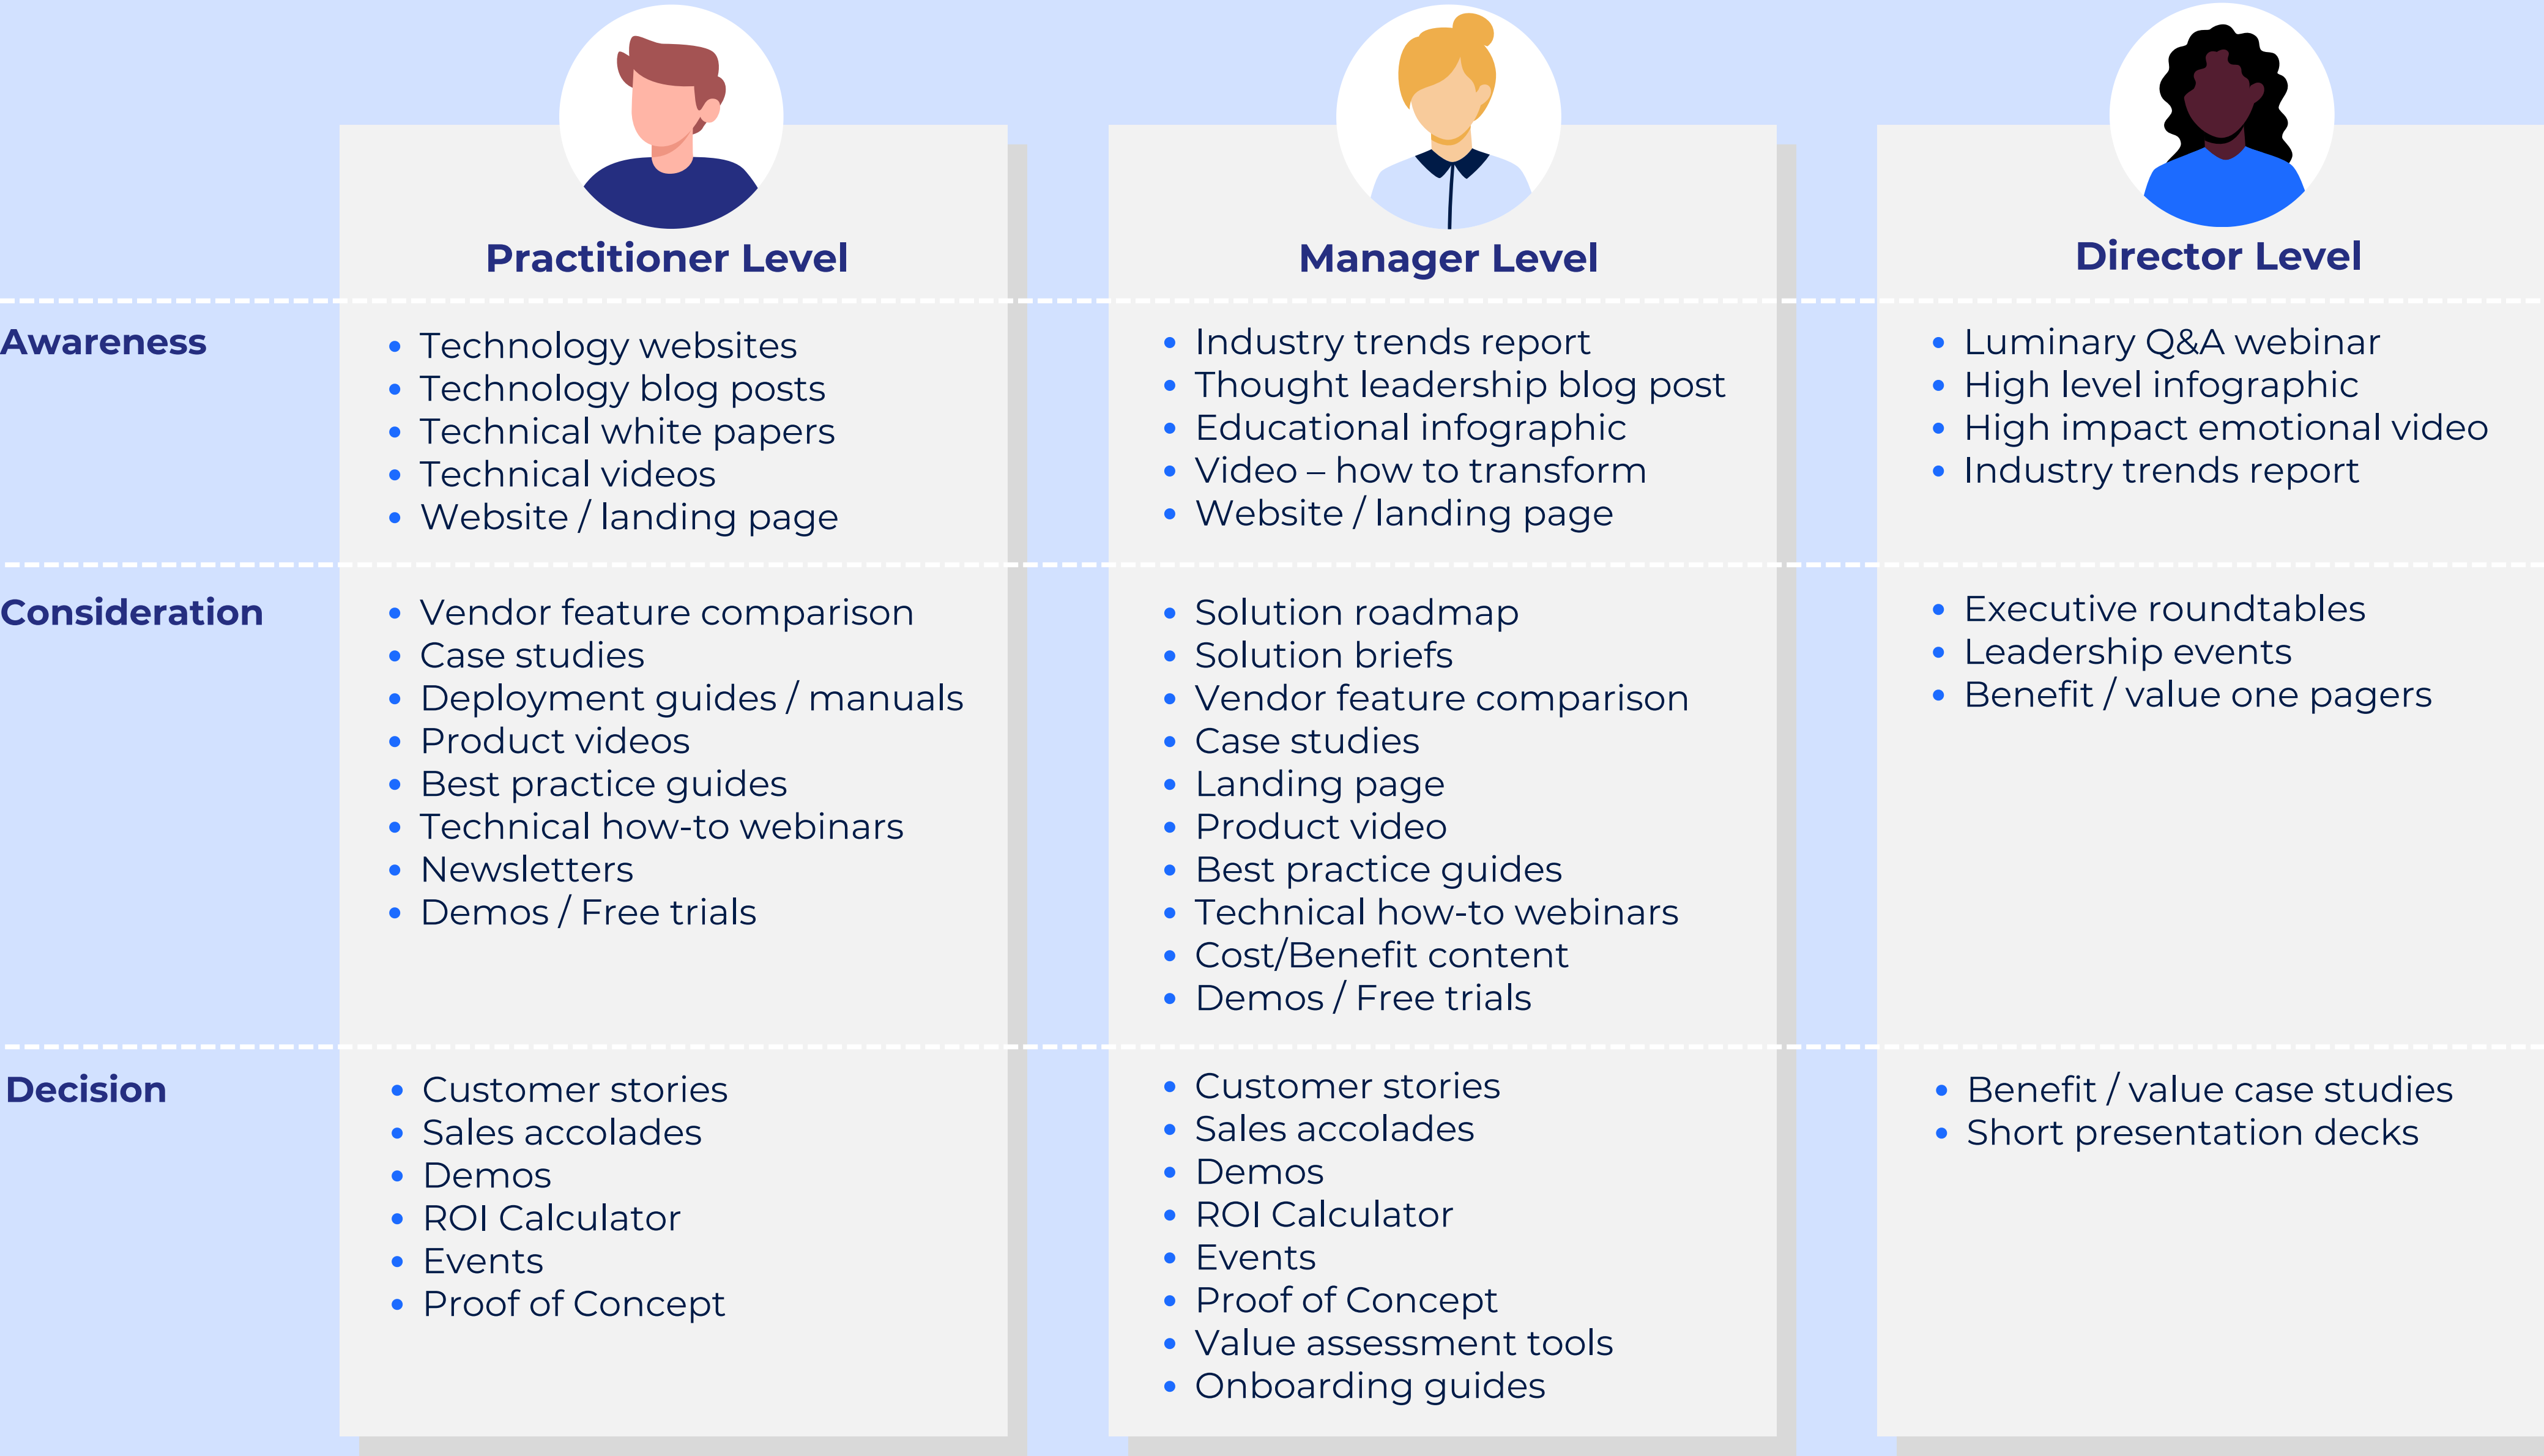 Practitioner Level
Manager Level
Director Level
Awareness
• Technology websites
• Technology blog posts
• Technical white papers
• Technical videos
• Website / landing page
• Industry trends report
• Thought leadership blog post
• Educational infographic
• Video – how to transform
• Website / landing page
• Luminary Q&A webinar
• High level infographic
• High impact emotional video
• Industry trends report
Consideration
• Vendor feature comparison
• Case studies
• Deployment guides / manuals
• Product videos
• Best practice guides
• Technical how-to webinars
• Newsletters
• Demos / Free trials
• Solution roadmap
• Solution briefs
• Vendor feature comparison
• Case studies
• Landing page
• Product video
• Best practice guides
• Technical how-to webinars
• Cost/Benefit content
• Demos / Free trials
• Executive roundtables
• Leadership events
• Benefit / value one pagers
Decision
• Customer stories
• Sales accolades
• Demos
• ROI Calculator
• Events
• Proof of Concept
• Customer stories
• Sales accolades
• Demos
• ROI Calculator
• Events
• Proof of Concept
• Value assessment tools
• Onboarding guides
• Benefit / value case studies
• Short presentation decks